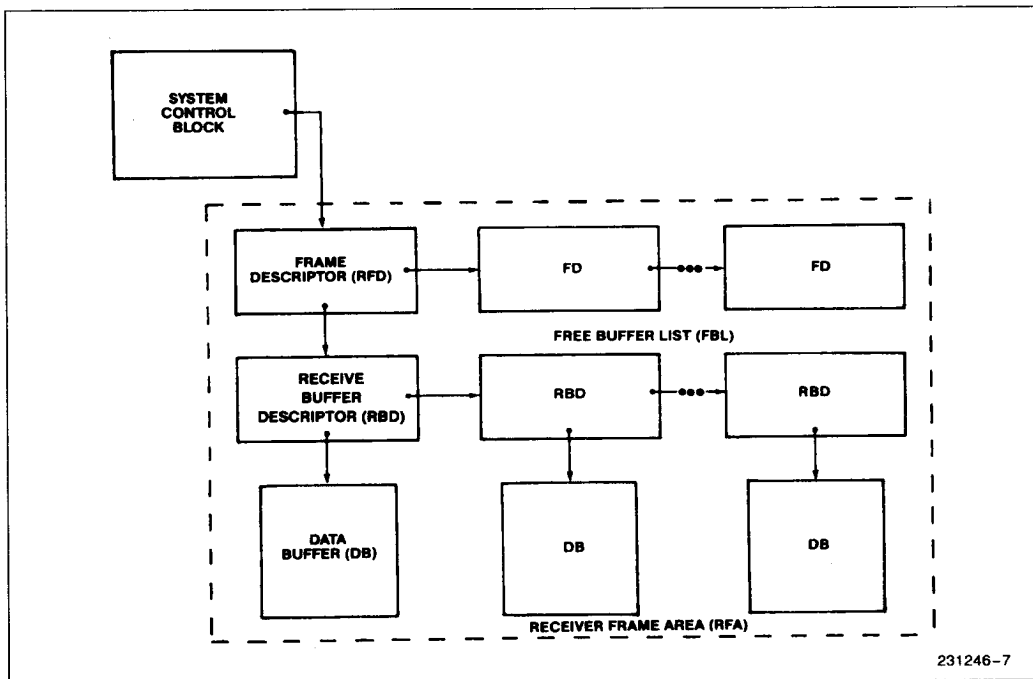 SYSTEM
CONTROL
BLOCK
FRAME
DESCRIPTOR (RFD)
FD
FD
FREE BUFFER LIST (FBL)
RECEIVE
BUFFER
DESCRIPTOR (RBD)
RBD
RBD
DATA
BUFFER (DB)
DB
DB
RECEIVER FRAME AREA (RFA)
231246-7